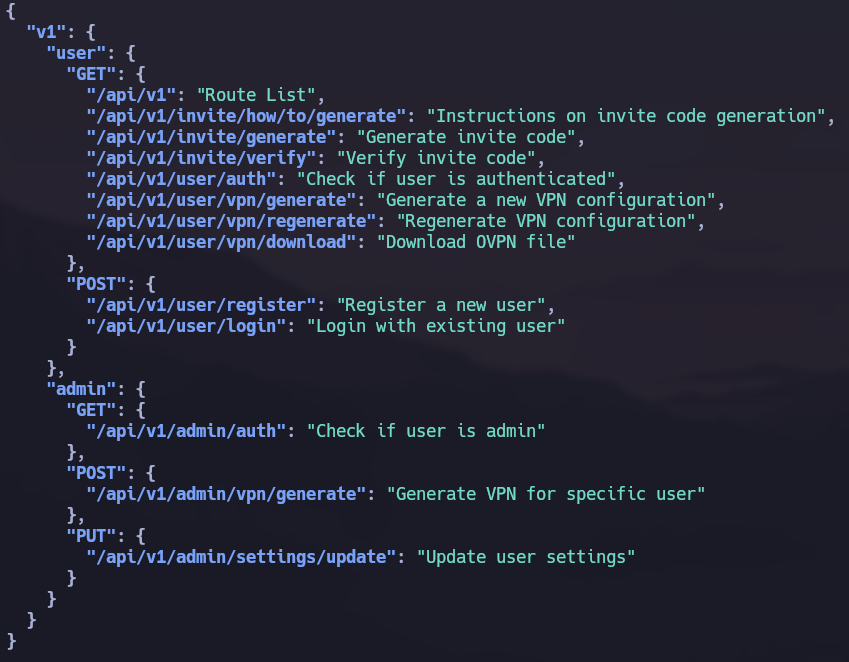 {
  "v1": {
    "user": {
      "GET": {
        "/api/v1": "Route List",
        "/api/v1/invite/how/to/generate": "Instructions on invite code generation",
        "/api/v1/invite/generate": "Generate invite code",
        "/api/v1/invite/verify": "Verify invite code",
        "/api/v1/user/auth": "Check if user is authenticated",
        "/api/v1/user/vpn/generate": "Generate a new VPN configuration",
        "/api/v1/user/vpn/regenerate": "Regenerate VPN configuration",
        "/api/v1/user/vpn/download": "Download OVPN file"
      },
      "POST": {
        "/api/v1/user/register": "Register a new user",
        "/api/v1/user/login": "Login with existing user"
      }
    },
    "admin": {
      "GET": {
        "/api/v1/admin/auth": "Check if user is admin"
      },
      "POST": {
        "/api/v1/admin/vpn/generate": "Generate VPN for specific user"
      },
      "PUT": {
        "/api/v1/admin/settings/update": "Update user settings"
      }
    }
  }
}